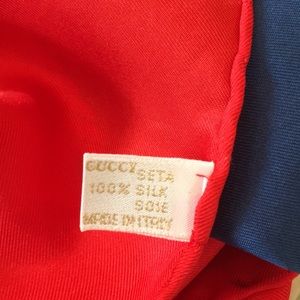 GUCCI SETA
100% SILK
SOIE
MADE IN ITALY